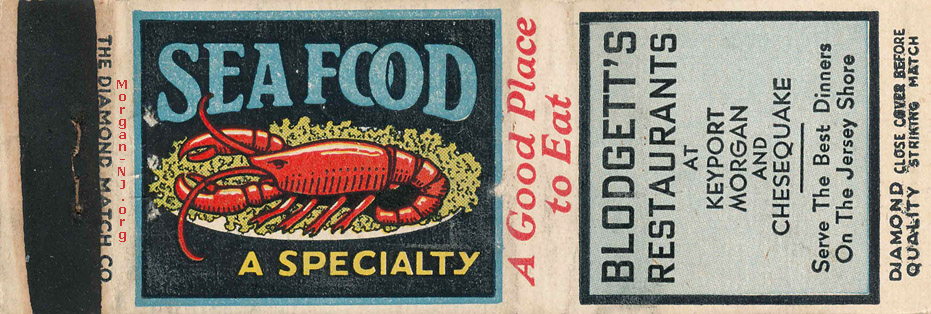 THE DIAMOND MATCH CO
Morgan-NJ.org
SEA FOOD
A SPECIALTY
A Good Place
to Eat
BLODGETT'S
RESTAURANTS
AT
KEYPORT
MORGAN
AND
CHESEQUAKE
Serve The Best Dinners
On The Jersey Shore
DIAMOND
QUALITY
CLOSE COVER BEFORE
STRIKING MATCH